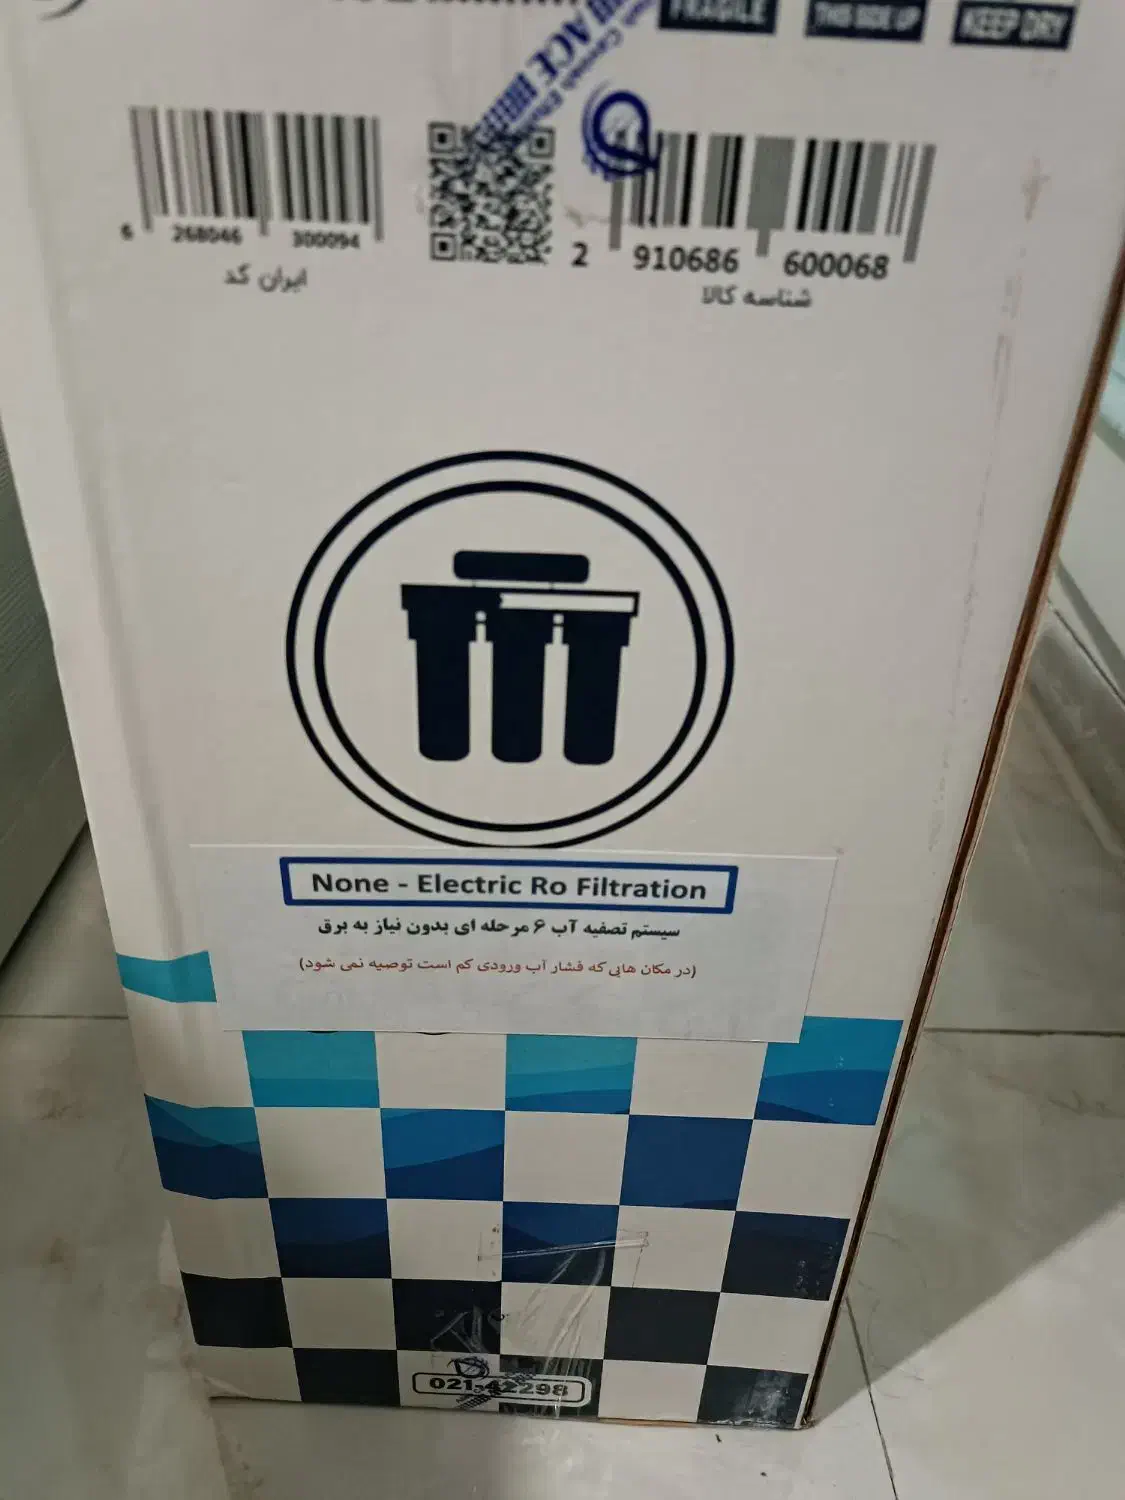 FRAGILE
THIS SIDE UP
KEEP DRY
ACE
6 268046 300094
ایران کد
2 910686 600068
شناسه کالا
None - Electric Ro Filtration
سیستم تصفیه آب ۶ مرحله ای بدون نیاز به برق
(در مکان هایی که فشار آب ورودی کم است توصیه نمی شود)
021-42298